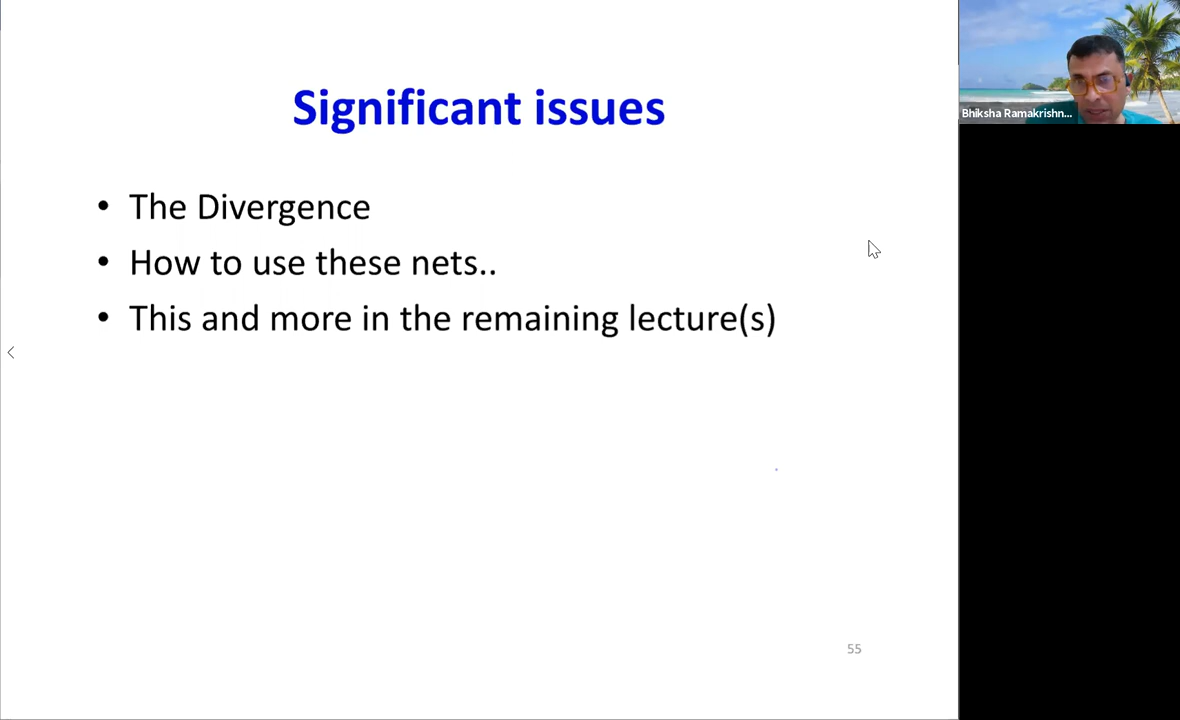 Significant issues
• The Divergence
• How to use these nets..
• This and more in the remaining lecture(s)
55
Bhiksha Ramakrishn...